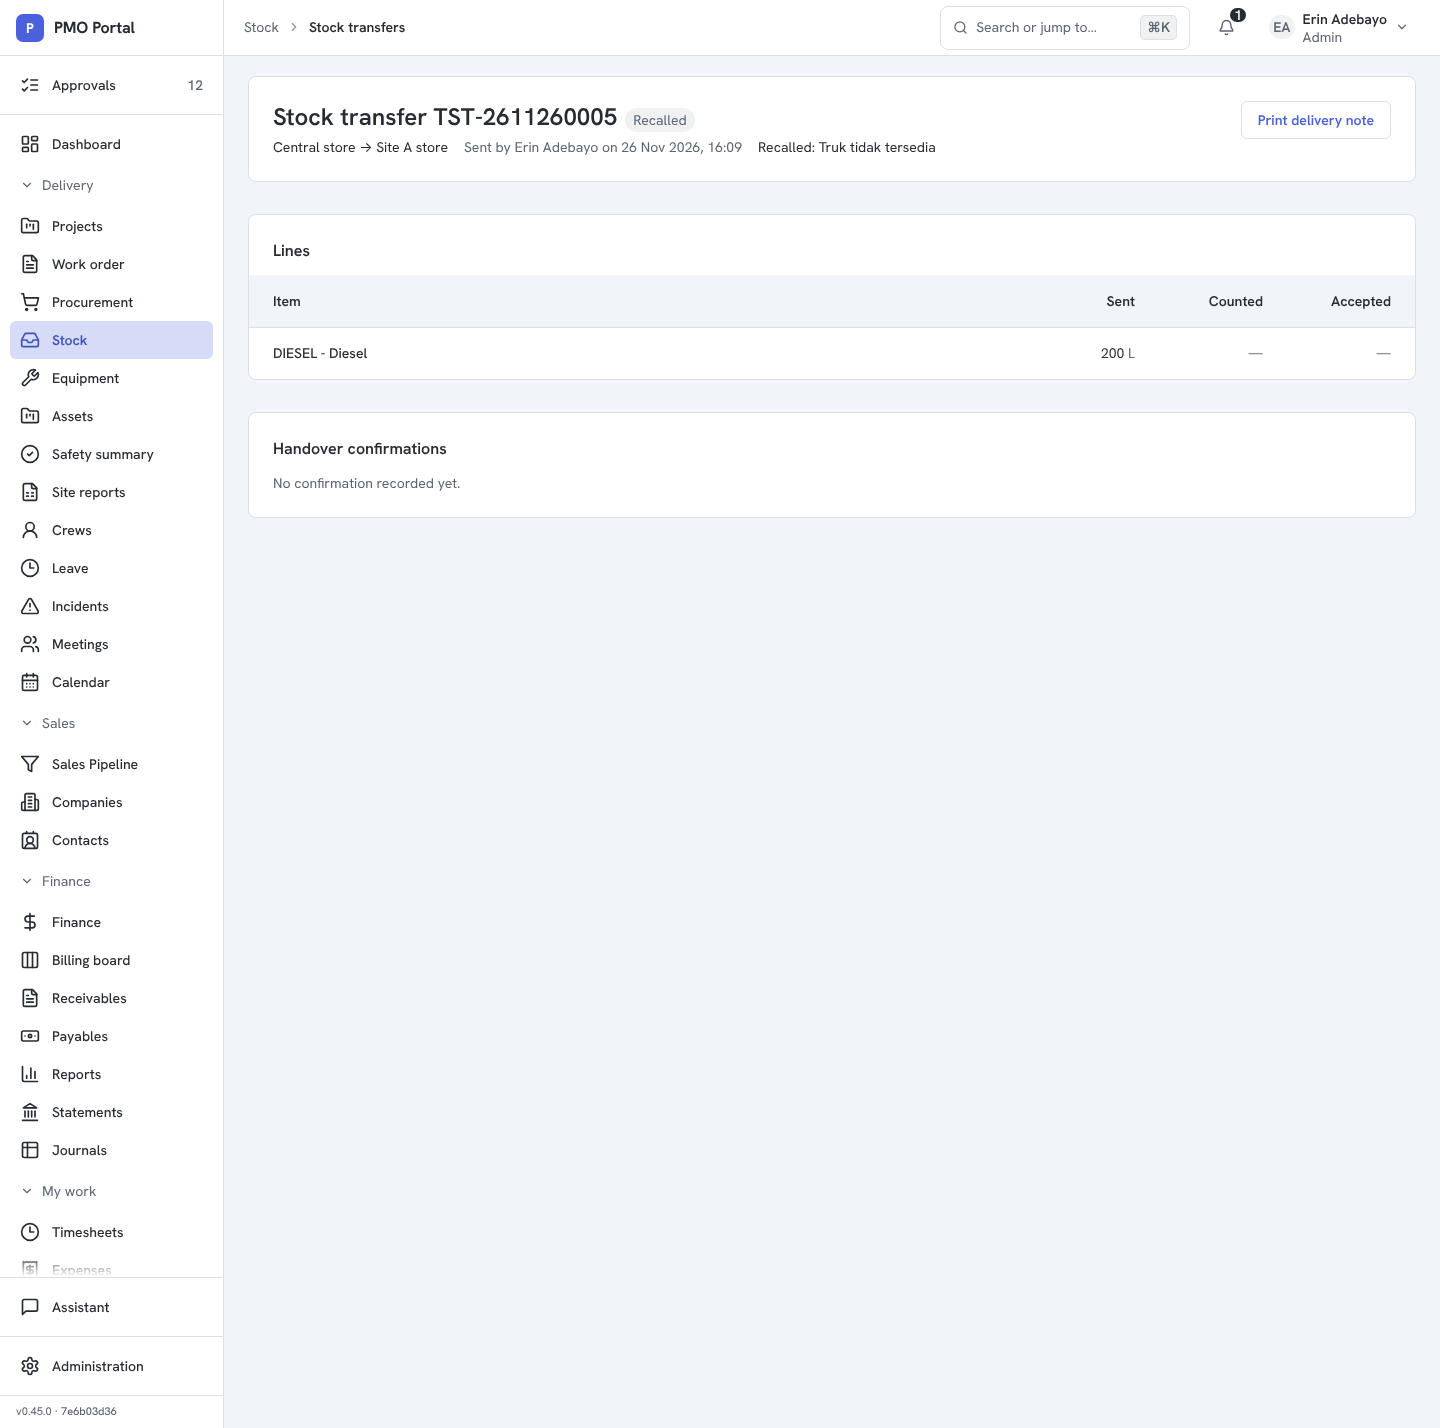 P PMO Portal
Stock > Stock transfers
Search or jump to... ⌘K
1
EA Erin Adebayo
Admin
Approvals 12
Dashboard
Delivery
Projects
Work order
Procurement
Stock
Equipment
Assets
Safety summary
Site reports
Crews
Leave
Incidents
Meetings
Calendar
Sales
Sales Pipeline
Companies
Contacts
Finance
Finance
Billing board
Receivables
Payables
Reports
Statements
Journals
My work
Timesheets
Expenses
Assistant
Administration
v0.45.0 · 7e6b03d36
Stock transfer TST-2611260005 Recalled
Print delivery note
Central store → Site A store Sent by Erin Adebayo on 26 Nov 2026, 16:09 Recalled: Truk tidak tersedia
Lines
Item Sent Counted Accepted
DIESEL - Diesel 200 L — —
Handover confirmations
No confirmation recorded yet.